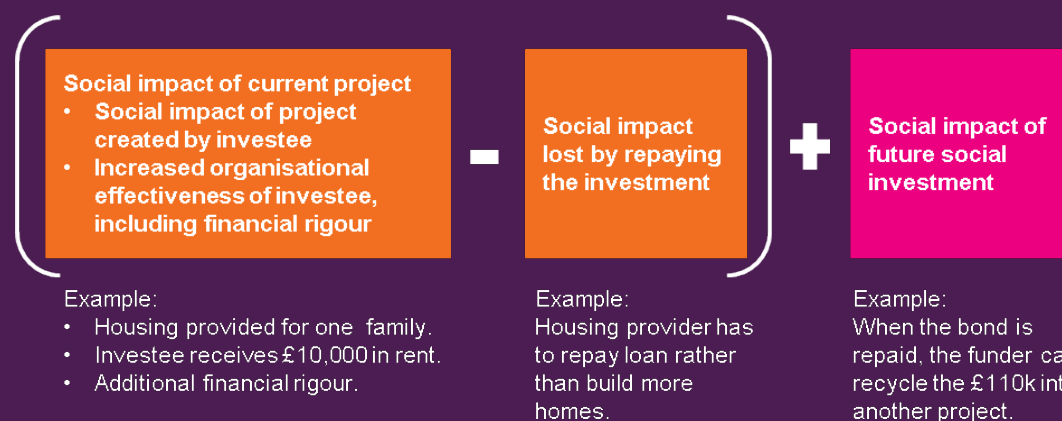 Social impact of current project
• Social impact of project
created by investee
• Increased organisational
effectiveness of investee,
including financial rigour
-
Social impact
lost by repaying
the investment
+
Social impact of
future social
investment
Example:
• Housing provided for one family.
• Investee receives £10,000 in rent.
• Additional financial rigour.
Example:
Housing provider has
to repay loan rather
than build more
homes.
Example:
When the bond is
repaid, the funder
recycle the £110k
another project.